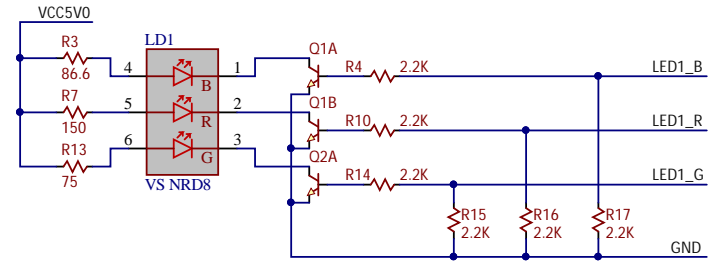 VCC5V0
R3
86.6
R7
150
R13
75
LD1
4 1
B
5 2
R
6 3
G
VS NRD8
Q1A
Q1B
Q2A
R4 2.2K LED1_B
R10 2.2K LED1_R
R14 2.2K LED1_G
R15
2.2K
R16
2.2K
R17
2.2K
GND